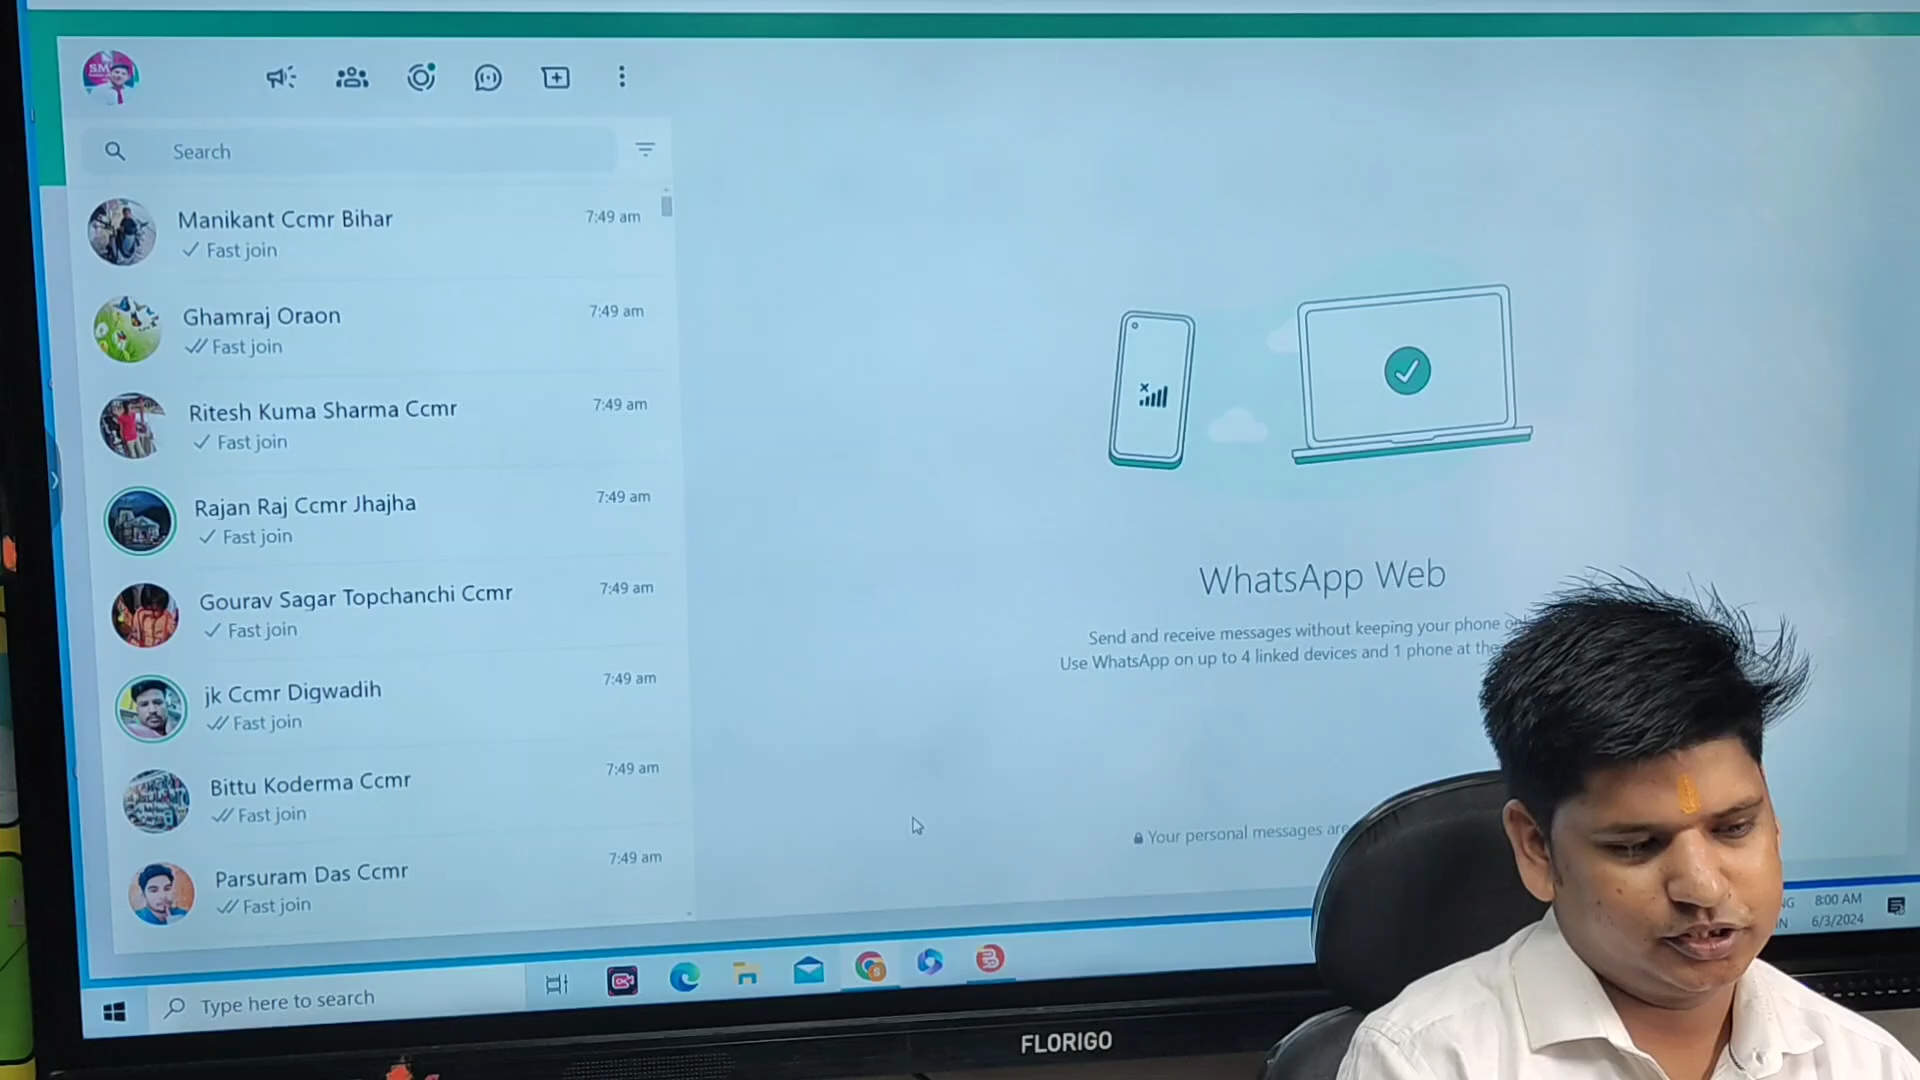 SM
Search
Manikant Ccmr Bihar
7:49 am
Fast join
Ghamraj Oraon
7:49 am
Fast join
Ritesh Kuma Sharma Ccmr
7:49 am
Fast join
Rajan Raj Ccmr Jhajha
7:49 am
Fast join
Gourav Sagar Topchanchi Ccmr
7:49 am
Fast join
jk Ccmr Digwadih
7:49 am
Fast join
Bittu Koderma Ccmr
7:49 am
Fast join
Parsuram Das Ccmr
7:49 am
Fast join
WhatsApp Web
Send and receive messages without keeping your phone
Use WhatsApp on up to 4 linked devices and 1 phone at the
Your personal messages are
Type here to search
8:00 AM
6/3/2024
FLORIGO